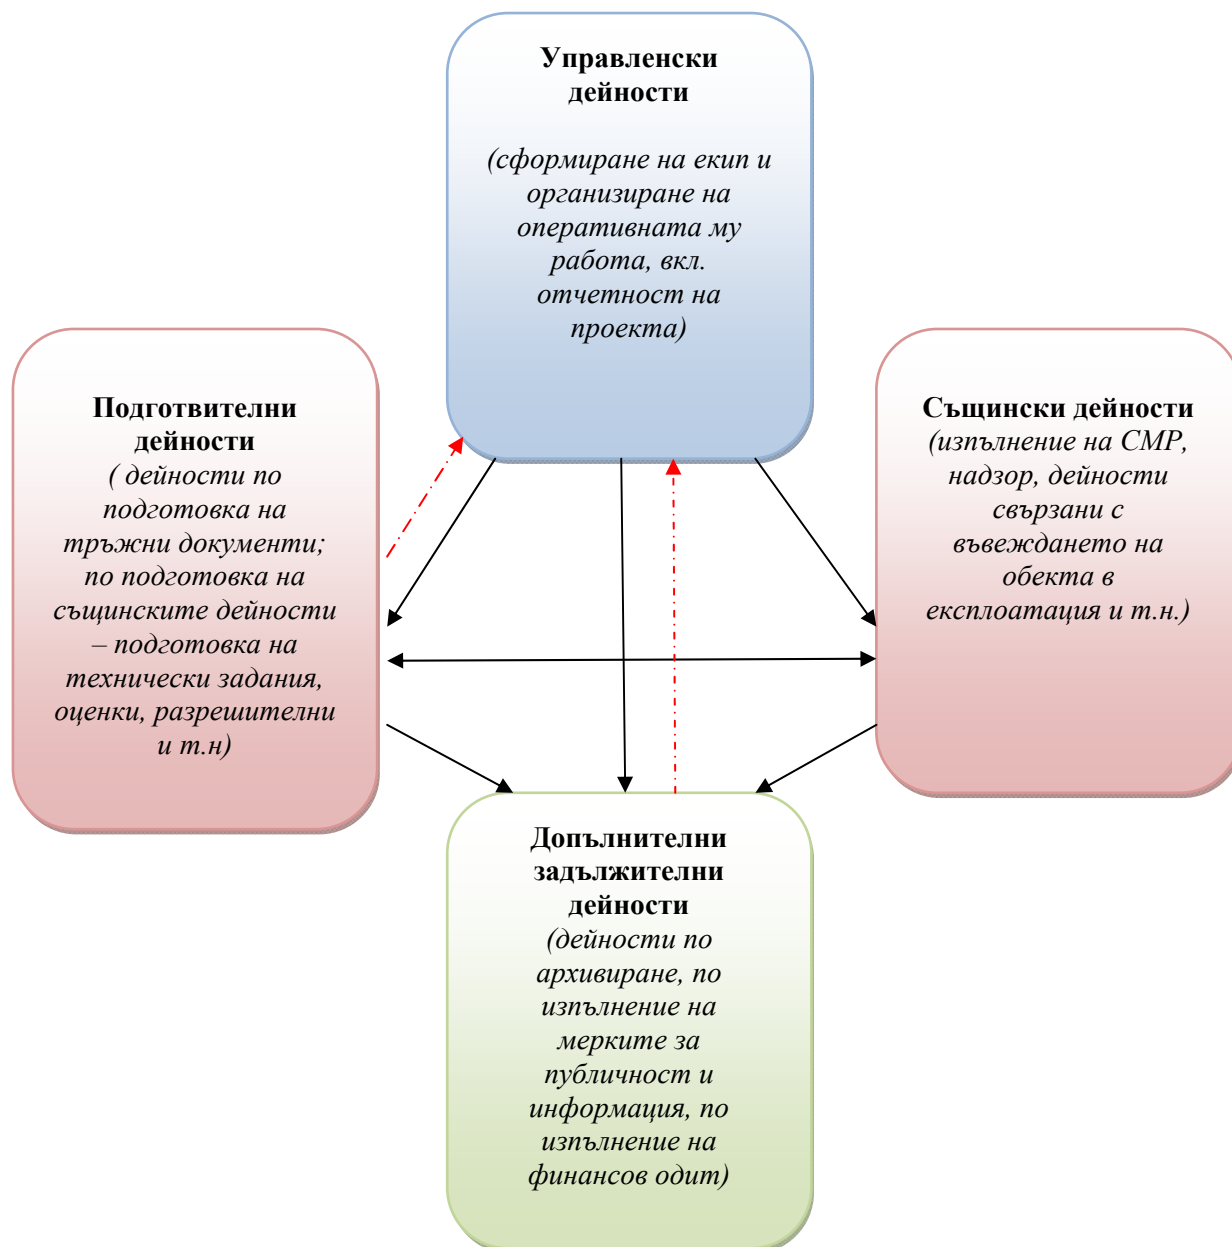 Управленски
дейности
(сформиране на екип и
организиране на
оперативната му
работа, вкл.
отчетност на
проекта)
Подготвителни
дейности
( дейности по
подготовка на
тръжни документи;
по подготовка на
същинските дейности
– подготовка на
технически задания,
оценки, разрешителни
и т.н)
Същински дейности
(изпълнение на СМР,
надзор, дейности
свързани с
въвеждането на
обекта в
експлоатация и т.н.)
Допълнителни
задължителни
дейности
(дейности по
архивиране, по
изпълнение на
мерките за
публичност и
информация, по
изпълнение на
финансов одит)